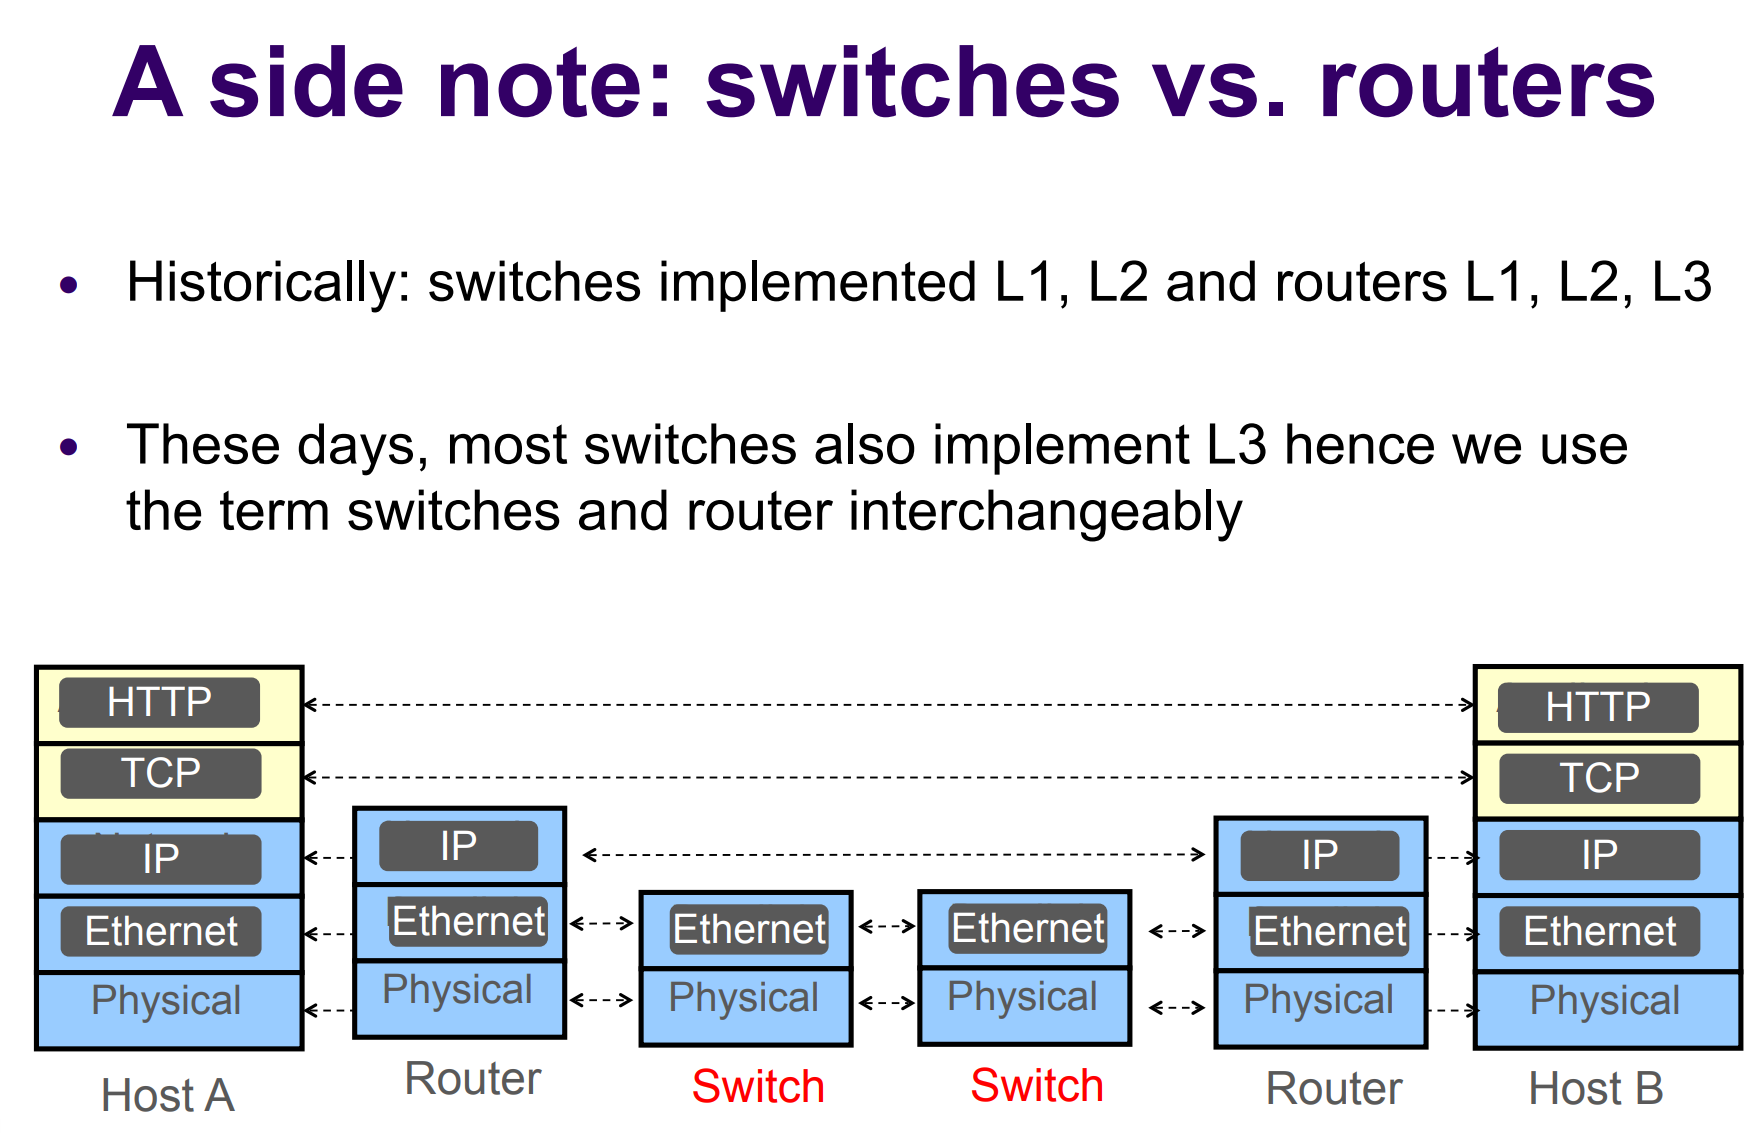 A side note: switches vs. routers
• Historically: switches implemented L1, L2 and routers L1, L2, L3
• These days, most switches also implement L3 hence we use
the term switches and router interchangeably
HTTP
TCP
IP
Ethernet
Physical
Host A
IP
Ethernet
Physical
Router
Ethernet
Physical
Switch
Ethernet
Physical
Switch
IP
Ethernet
Physical
Router
HTTP
TCP
IP
Ethernet
Physical
Host B